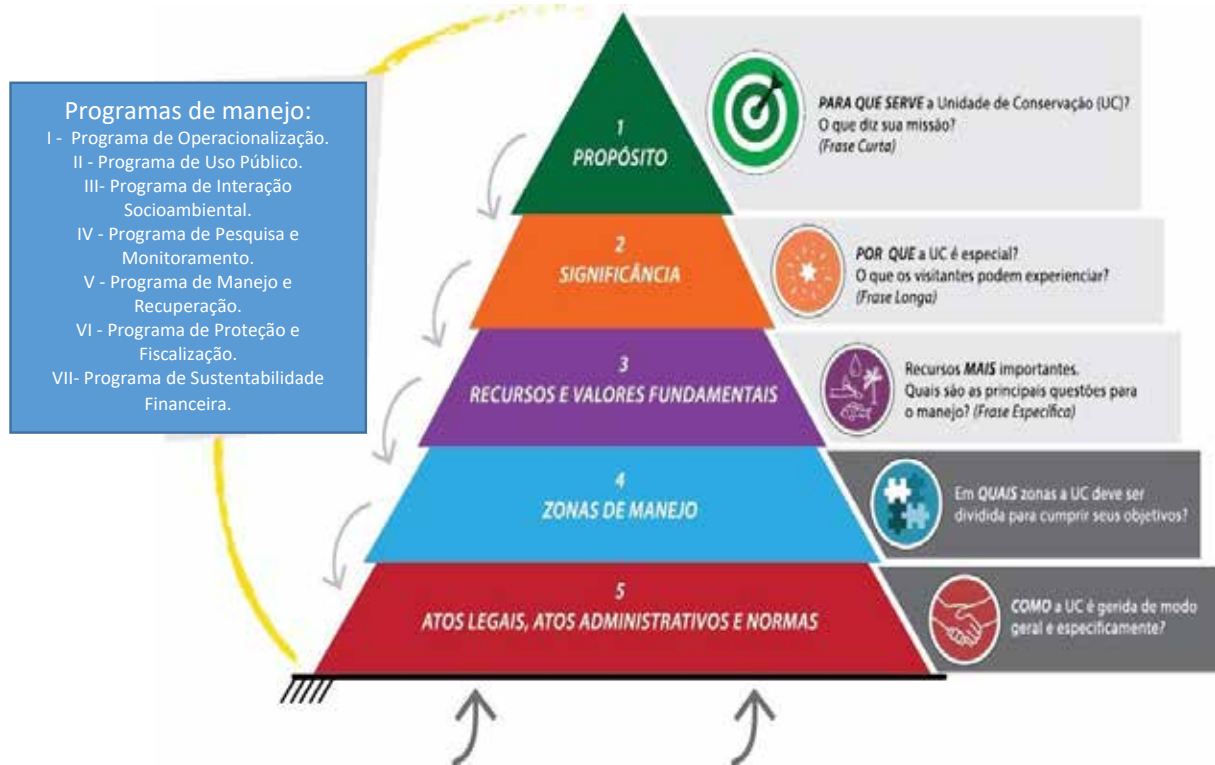 Programas de manejo:
I - Programa de Operacionalização.
II - Programa de Uso Público.
III- Programa de Interação
Socioambiental.
IV - Programa de Pesquisa e
Monitoramento.
V - Programa de Manejo e
Recuperação.
VI - Programa de Proteção e
Fiscalização.
VII- Programa de Sustentabilidade
Financeira.
1
PROPÓSITO
PARA QUE SERVE a Unidade de Conservação (UC)?
O que diz sua missão?
(Frase Curta)
2
SIGNIFICÂNCIA
POR QUE a UC é especial?
O que os visitantes podem experienciar?
(Frase Longa)
3
RECURSOS E VALORES FUNDAMENTAIS
Recursos MAIS importantes.
Quais são as principais questões para
o manejo? (Frase Específica)
4
ZONAS DE MANEJO
Em QUAIS zonas a UC deve ser
dividida para cumprir seus objetivos?
5
ATOS LEGAIS, ATOS ADMINISTRATIVOS E NORMAS
COMO a UC é gerida de modo
geral e especificamente?